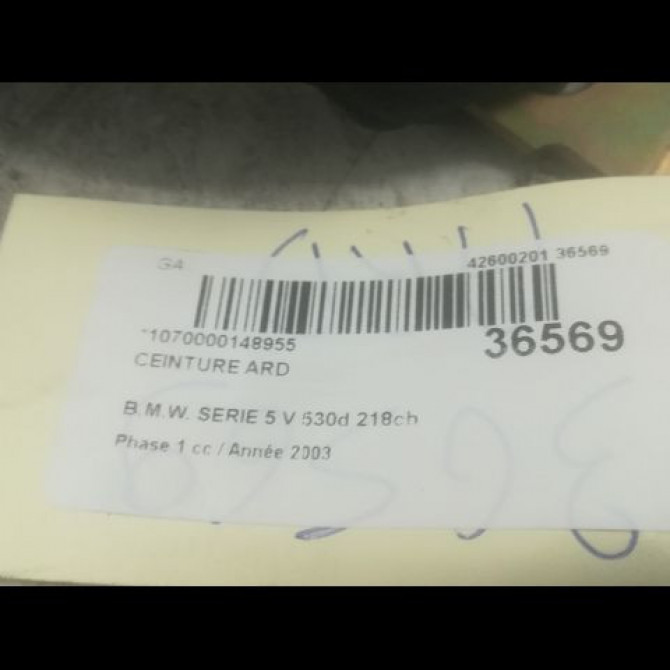 G4 42600201 36569
*1070000148955 36569
CEINTURE ARD
B.M.W. SERIE 5 V 530d 218ch
Phase 1 cc / Année 2003